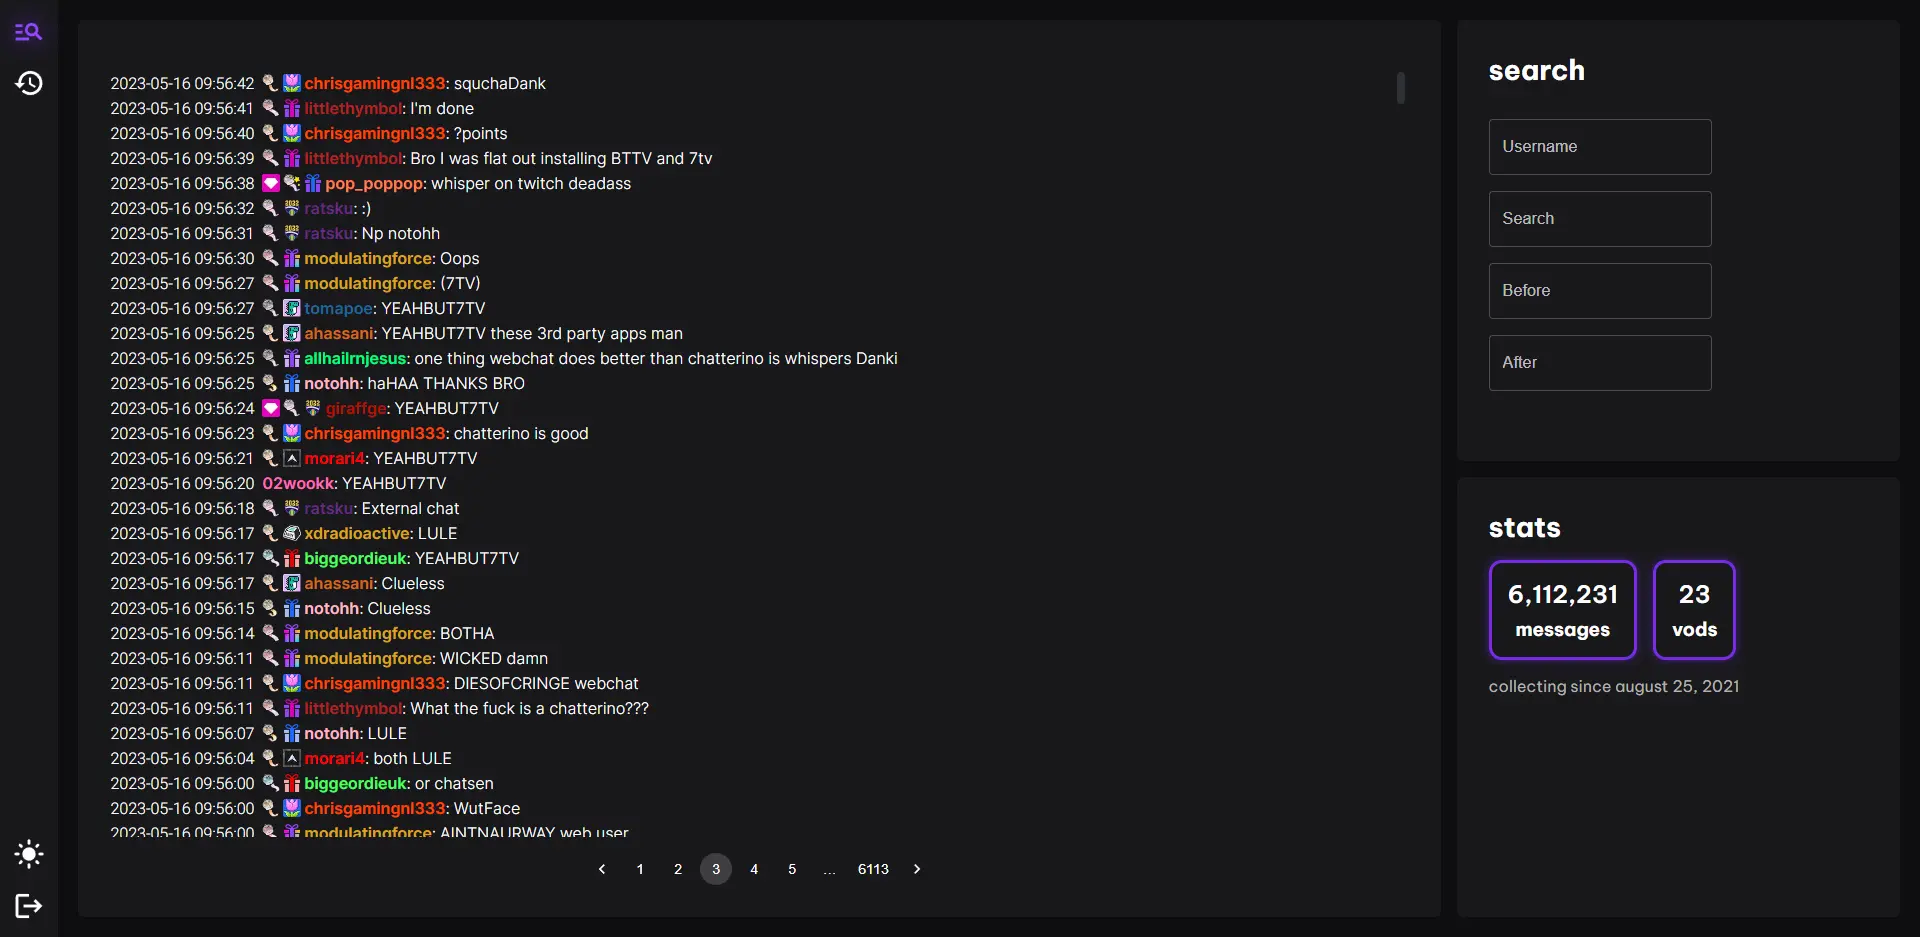 2023-05-16 09:56:42 chrisgamingnl333: squchaDank
2023-05-16 09:56:41 littlethymbol: I'm done
2023-05-16 09:56:40 chrisgamingnl333: ?points
2023-05-16 09:56:39 littlethymbol: Bro I was flat out installing BTTV and 7tv
2023-05-16 09:56:38 pop_poppop: whisper on twitch deadass
2023-05-16 09:56:32 ratsku: :)
2023-05-16 09:56:31 ratsku: Np notohh
2023-05-16 09:56:30 modulatingforce: Oops
2023-05-16 09:56:27 modulatingforce: (7TV)
2023-05-16 09:56:27 tomapoe: YEAHBUT7TV
2023-05-16 09:56:25 ahassani: YEAHBUT7TV these 3rd party apps man
2023-05-16 09:56:25 allhailrnjesus: one thing webchat does better than chatterino is whispers Danki
2023-05-16 09:56:25 notohh: haHAA THANKS BRO
2023-05-16 09:56:24 giraffge: YEAHBUT7TV
2023-05-16 09:56:23 chrisgamingnl333: chatterino is good
2023-05-16 09:56:21 morari4: YEAHBUT7TV
2023-05-16 09:56:20 02wookk: YEAHBUT7TV
2023-05-16 09:56:18 ratsku: External chat
2023-05-16 09:56:17 xdradioactive: LULE
2023-05-16 09:56:17 biggeordieuk: YEAHBUT7TV
2023-05-16 09:56:17 ahassani: Clueless
2023-05-16 09:56:15 notohh: Clueless
2023-05-16 09:56:14 modulatingforce: BOTHA
2023-05-16 09:56:11 modulatingforce: WICKED damn
2023-05-16 09:56:11 chrisgamingnl333: DIESOFCRINGE webchat
2023-05-16 09:56:11 littlethymbol: What the fuck is a chatterino???
2023-05-16 09:56:07 notohh: LULE
2023-05-16 09:56:04 morari4: both LULE
2023-05-16 09:56:00 biggeordieuk: or chatsen
2023-05-16 09:56:00 chrisgamingnl333: WutFace
2023-05-16 09:56:00 modulatingforce: AINTNAURWAY web user
1 2 3 4 5 ... 6113
search
Username
Search
Before
After
stats
6,112,231 messages
23 vods
collecting since august 25, 2021